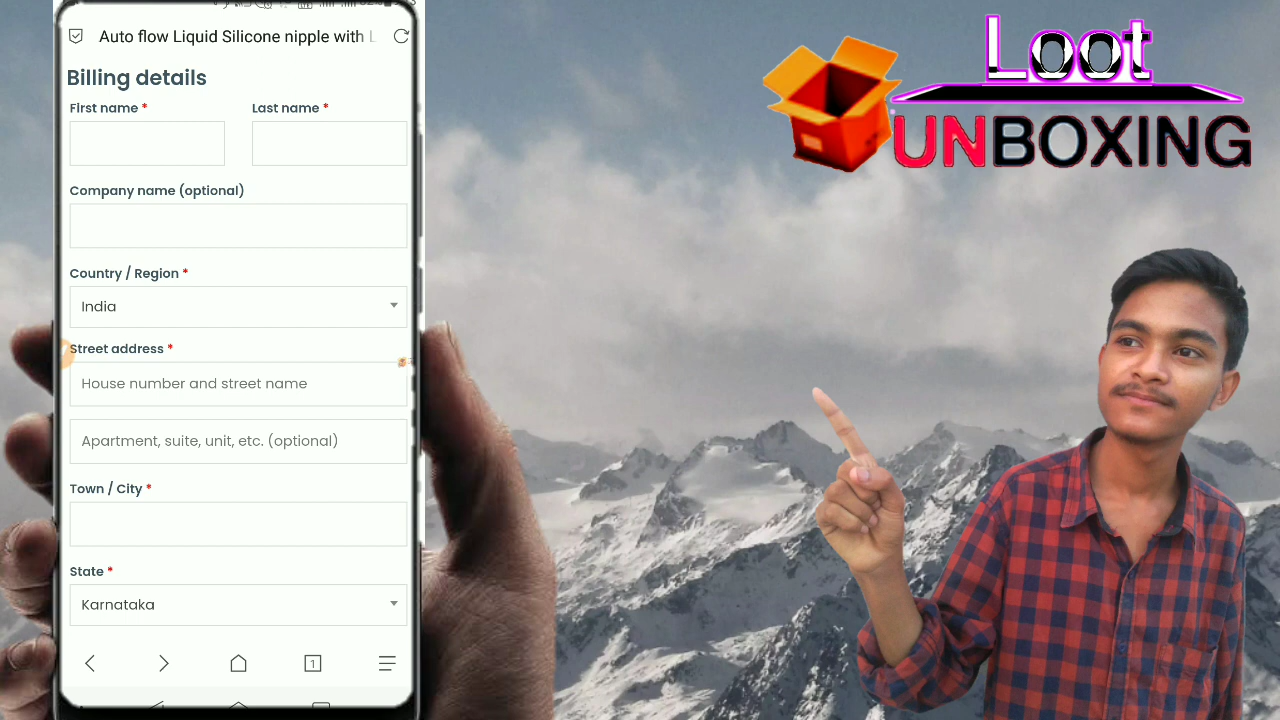 Auto flow Liquid Silicone nipple with L
Billing details
First name *
Last name *
Company name (optional)
Country / Region *
India
Street address *
House number and street name
Apartment, suite, unit, etc. (optional)
Town / City *
State *
Karnataka
1
Loot
UNBOXING